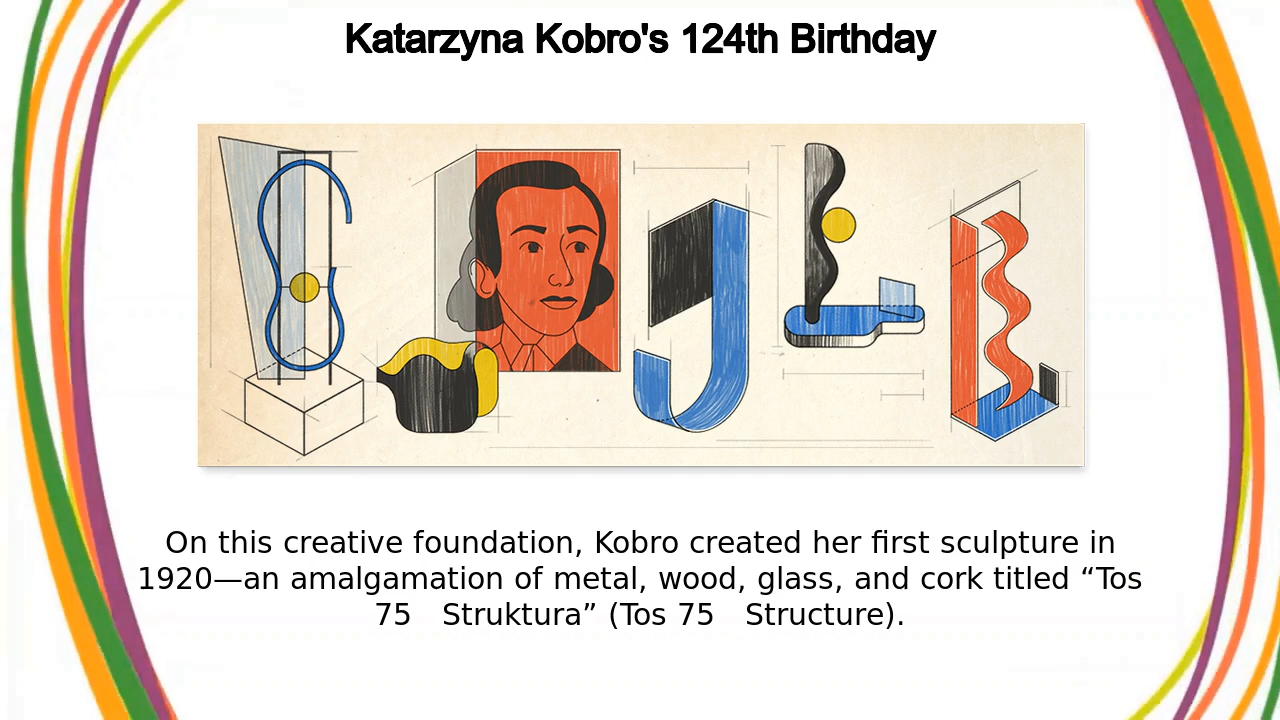 Katarzyna Kobro's 124th Birthday
On this creative foundation, Kobro created her first sculpture in
1920—an amalgamation of metal, wood, glass, and cork titled “Tos
75 Struktura” (Tos 75 Structure).